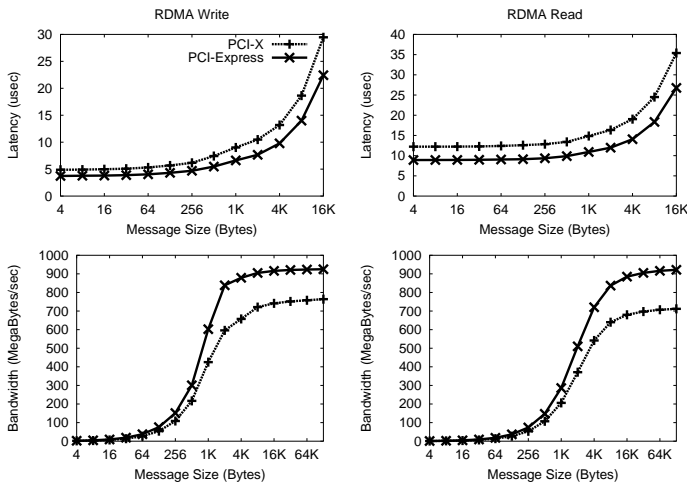 RDMA Write
30
25
20
15
10
5
0
Latency (usec)
PCI-X
PCI-Express
4 16 64 256 1K 4K 16K
Message Size (Bytes)
RDMA Read
40
35
30
25
20
15
10
5
0
Latency (usec)
4 16 64 256 1K 4K 16K
Message Size (Bytes)
1000
900
800
700
600
500
400
300
200
100
0
Bandwidth (MegaBytes/sec)
4 16 64 256 1K 4K 16K 64K
Message Size (Bytes)
1000
900
800
700
600
500
400
300
200
100
0
Bandwidth (MegaBytes/sec)
4 16 64 256 1K 4K 16K 64K
Message Size (Bytes)